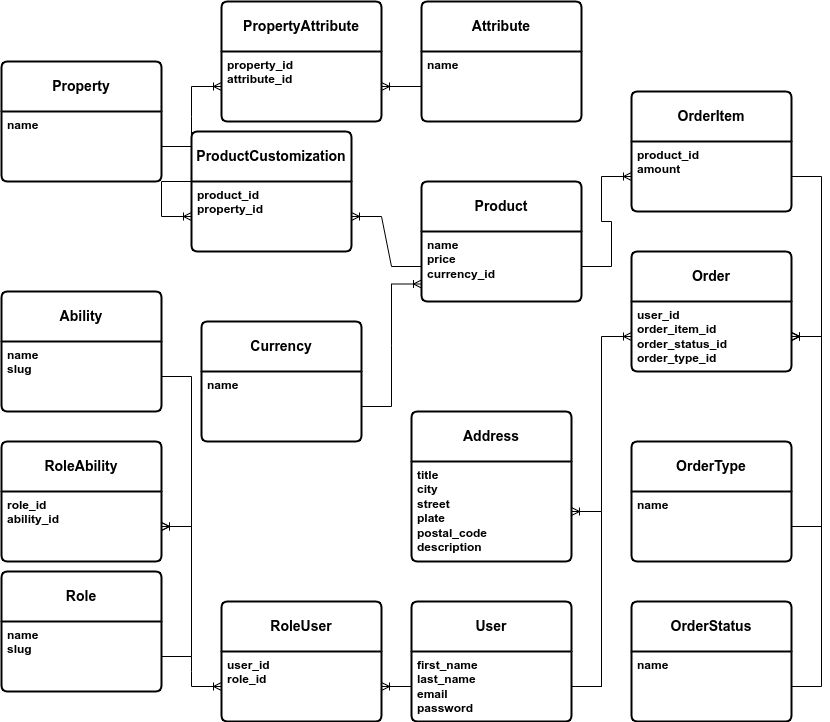 PropertyAttribute
property_id
attribute_id
Attribute
name
Property
name
ProductCustomization
product_id
property_id
Product
name
price
currency_id
OrderItem
product_id
amount
Order
user_id
order_item_id
order_status_id
order_type_id
Ability
name
slug
Currency
name
Address
title
city
street
plate
postal_code
description
RoleAbility
role_id
ability_id
OrderType
name
Role
name
slug
RoleUser
user_id
role_id
User
first_name
last_name
email
password
OrderStatus
name